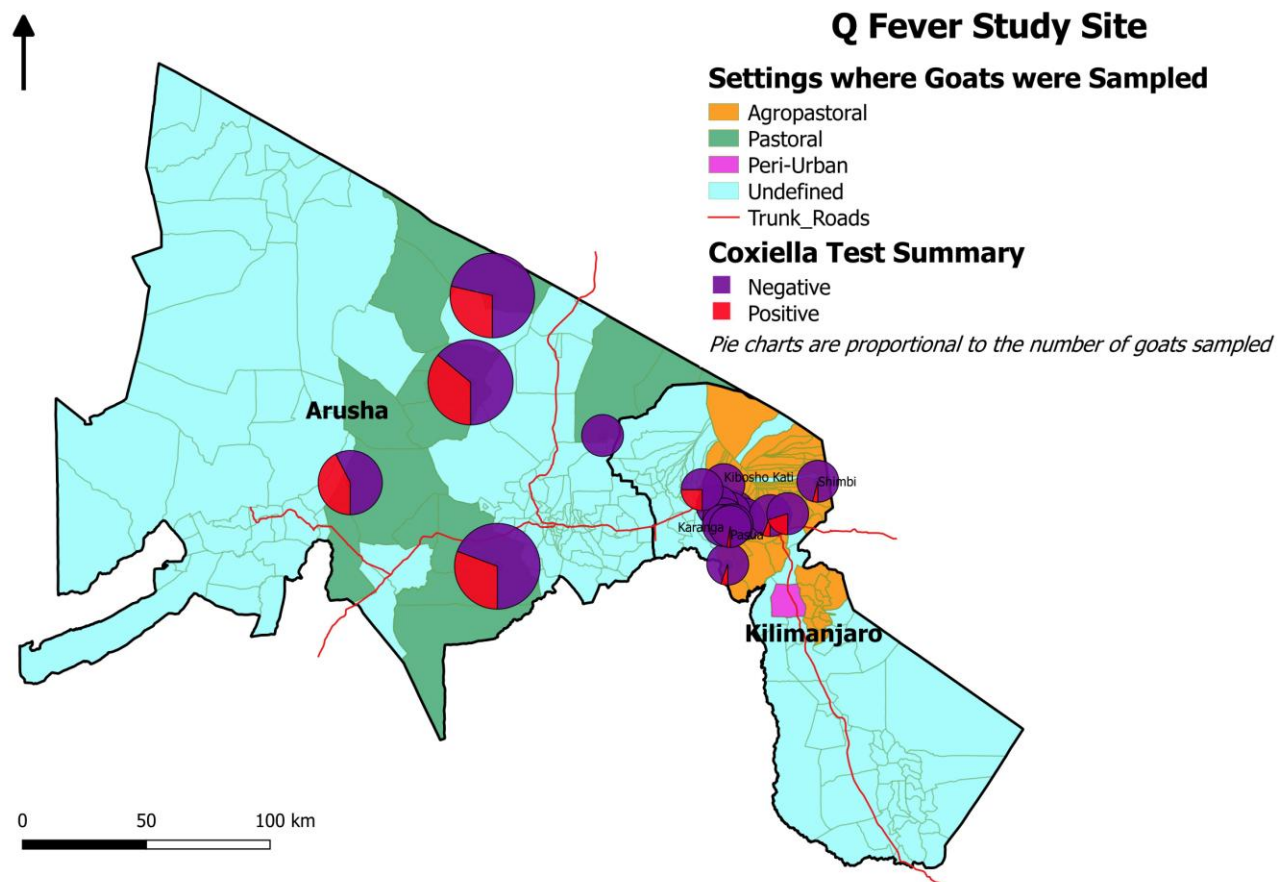 Q Fever Study Site
Settings where Goats were Sampled
Agropastoral
Pastoral
Peri-Urban
Undefined
Trunk_Roads
Coxiella Test Summary
Negative
Positive
Pie charts are proportional to the number of goats sampled
Arusha
Kibosho Kati
Shimbi
Karanga
Pasua
Kilimanjaro
0 50 100 km